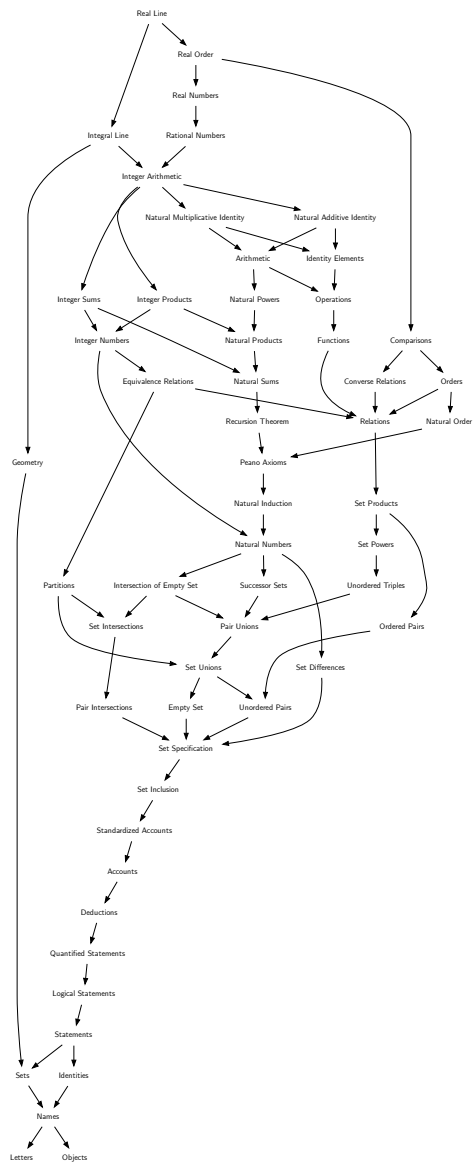 Real Line
Real Order
Real Numbers
Integral Line
Rational Numbers
Integer Arithmetic
Natural Multiplicative Identity
Natural Additive Identity
Arithmetic
Identity Elements
Integer Sums
Integer Products
Natural Powers
Operations
Integer Numbers
Natural Products
Functions
Comparisons
Equivalence Relations
Natural Sums
Converse Relations
Orders
Recursion Theorem
Relations
Natural Order
Geometry
Peano Axioms
Natural Induction
Set Products
Natural Numbers
Set Powers
Partitions
Intersection of Empty Set
Successor Sets
Unordered Triples
Set Intersections
Pair Unions
Ordered Pairs
Set Unions
Set Differences
Pair Intersections
Empty Set
Unordered Pairs
Set Specification
Set Inclusion
Standardized Accounts
Accounts
Deductions
Quantified Statements
Logical Statements
Statements
Sets
Identities
Names
Letters
Objects